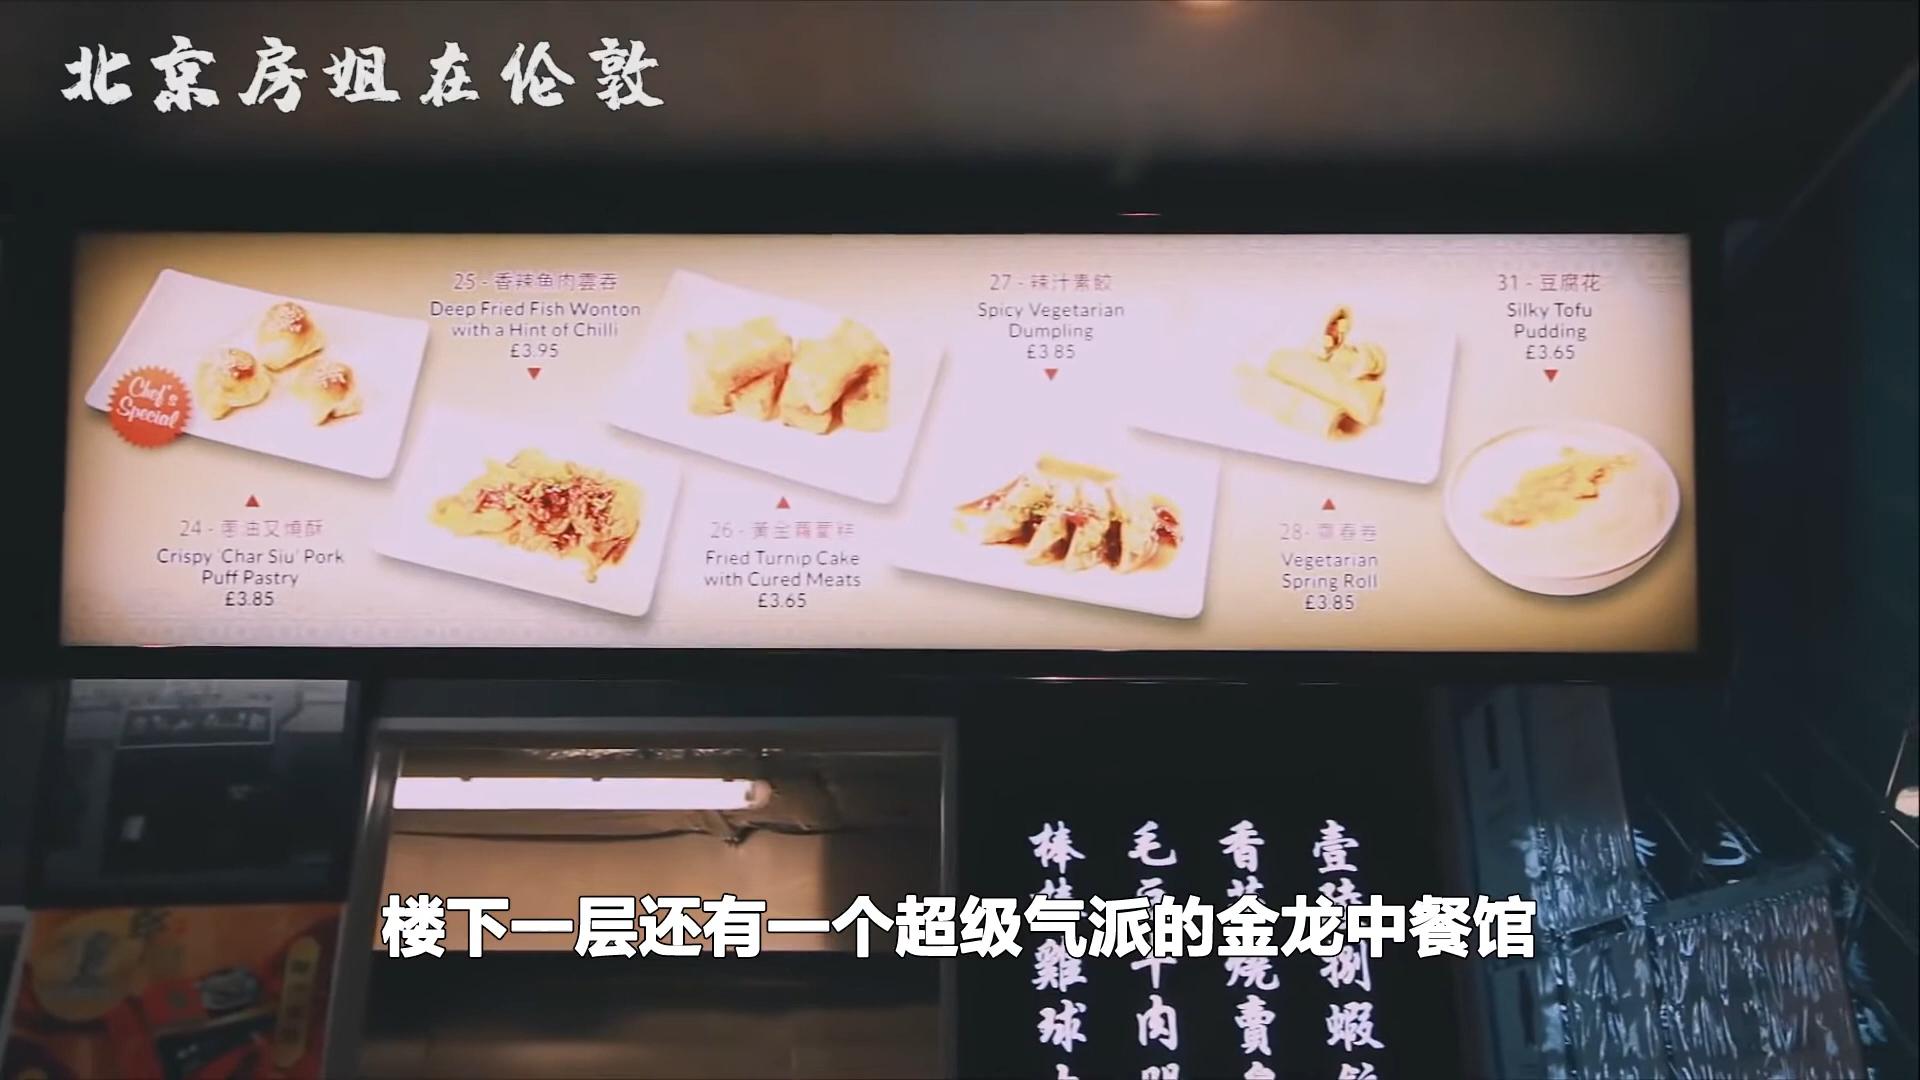 北京房姐在伦敦
25 - 香辣鱼肉雲吞
Deep Fried Fish Wonton
with a Hint of Chilli
£3.95
27 - 辣汁素餃
Spicy Vegetarian
Dumpling
£3.85
31 - 豆腐花
Silky Tofu
Pudding
£3.65
Chef's
Special
24 - 蔥油叉燒酥
Crispy 'Char Siu' Pork
Puff Pastry
£3.85
26 - 黃金蘿蔔糕
Fried Turnip Cake
with Cured Meats
£3.65
28 - 齋春卷
Vegetarian
Spring Roll
£3.85
楼下一层还有一个超级气派的金龙中餐馆